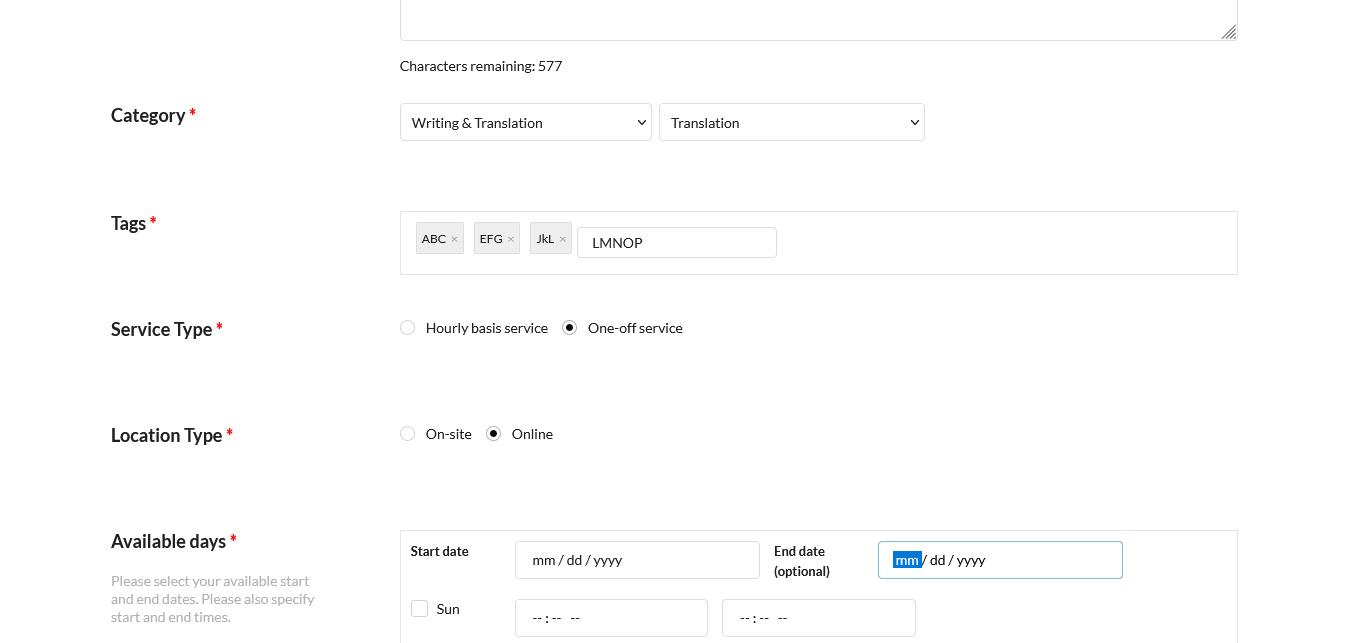 Characters remaining: 577
Category *
Writing & Translation
Translation
Tags *
ABC ×
EFG ×
JkL ×
LMNOP
Service Type *
Hourly basis service
One-off service
Location Type *
On-site
Online
Available days *
Please select your available start
and end dates. Please also specify
start and end times.
Start date
mm / dd / yyyy
End date
(optional)
mm / dd / yyyy
Sun
-- : -- --
-- : -- --